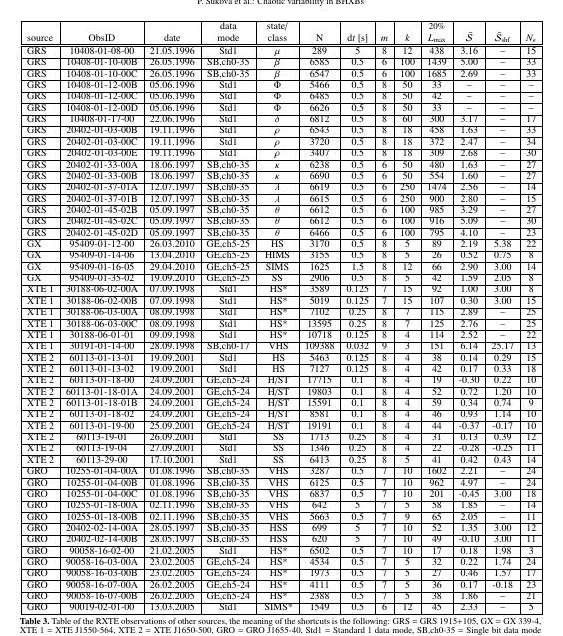 P. Suková et al.: Chaotic variability in BHXBs
source ObsID date data mode state/ class N dt [s] m k 20% Lmax S̄ S̄shf Nε
GRS 10408-01-08-00 21.05.1996 Std1 μ 289 5 8 12 438 3.16 – 15
GRS 10408-01-10-00B 26.05.1996 SB,ch0-35 β 6585 0.5 6 100 1439 5.00 – 33
GRS 10408-01-10-00C 26.05.1996 SB,ch0-35 β 6547 0.5 6 100 1685 2.69 – 33
GRS 10408-01-12-00B 05.06.1996 Std1 Φ 5466 0.5 8 50 33 – – –
GRS 10408-01-12-00C 05.06.1996 Std1 Φ 6485 0.5 8 50 42 – – –
GRS 10408-01-12-00D 05.06.1996 Std1 Φ 6626 0.5 8 50 33 – – –
GRS 10408-01-17-00 22.06.1996 Std1 δ 6812 0.5 8 60 300 3.17 – 17
GRS 20402-01-03-00B 19.11.1996 Std1 ρ 6543 0.5 8 18 458 1.63 – 33
GRS 20402-01-03-00C 19.11.1996 Std1 ρ 3720 0.5 8 18 372 2.47 – 34
GRS 20402-01-03-00E 19.11.1996 Std1 ρ 3407 0.5 8 18 309 2.68 – 30
GRS 20402-01-33-00A 18.06.1997 SB,ch0-35 κ 6238 0.5 6 50 480 1.63 – 27
GRS 20402-01-33-00B 18.06.1997 SB,ch0-35 κ 6690 0.5 6 50 554 1.60 – 27
GRS 20402-01-37-01A 12.07.1997 SB,ch0-35 λ 6619 0.5 6 250 1474 2.56 – 14
GRS 20402-01-37-01B 12.07.1997 SB,ch0-35 λ 6615 0.5 6 250 900 2.80 – 15
GRS 20402-01-45-02B 05.09.1997 SB,ch0-35 θ 6612 0.5 6 100 985 3.29 – 27
GRS 20402-01-45-02C 05.09.1997 SB,ch0-35 θ 6612 0.5 6 100 916 5.09 – 30
GRS 20402-01-45-02D 05.09.1997 SB,ch0-35 θ 6466 0.5 6 100 795 4.10 – 23
GX 95409-01-12-00 26.03.2010 GE,ch5-25 HS 3170 0.5 8 5 89 2.19 5.38 22
GX 95409-01-14-06 13.04.2010 GE,ch5-25 HIMS 3155 0.5 8 6 26 0.52 0.75 8
GX 95409-01-16-05 29.04.2010 GE,ch5-25 SIMS 1625 1.5 8 12 66 2.90 3.00 14
GX 95409-01-35-02 19.09.2010 GE,ch5-25 SS 2906 0.5 8 5 42 1.59 2.05 8
XTE 1 30188-06-02-00A 07.09.1998 Std1 HS* 3589 0.125 7 15 92 1.00 3.00 8
XTE 1 30188-06-02-00B 07.09.1998 Std1 HS* 5019 0.125 7 15 107 0.30 3.00 15
XTE 1 30188-06-03-00A 08.09.1998 Std1 HS* 7102 0.25 8 7 115 2.89 – 25
XTE 1 30188-06-03-00C 08.09.1998 Std1 HS* 13595 0.25 8 7 125 2.76 – 25
XTE 1 30188-06-01-01 09.09.1998 Std1 HS* 10718 0.125 8 4 114 2.52 – 22
XTE 1 30191-01-14-00 28.09.1998 SB,ch0-17 VHS 109388 0.032 9 3 151 6.14 25.17 13
XTE 2 60113-01-13-01 19.09.2001 Std1 HS 5463 0.125 8 4 38 0.14 0.29 15
XTE 2 60113-01-13-02 19.09.2001 Std1 HS 7127 0.125 8 4 42 0.17 0.33 18
XTE 2 60113-01-18-00 24.09.2001 GE,ch5-24 H/ST 17715 0.1 8 4 19 -0.30 0.22 10
XTE 2 60113-01-18-01A 24.09.2001 GE,ch5-24 H/ST 19803 0.1 8 4 52 0.72 1.20 10
XTE 2 60113-01-18-01B 24.09.2001 GE,ch5-24 H/ST 15591 0.1 8 4 59 0.34 0.74 9
XTE 2 60113-01-18-02 24.09.2001 GE,ch5-24 H/ST 8581 0.1 8 4 46 0.93 1.14 10
XTE 2 60113-01-19-00 25.09.2001 GE,ch5-24 H/ST 19191 0.1 8 4 44 -0.37 -0.17 10
XTE 2 60113-19-01 26.09.2001 Std1 SS 1713 0.25 8 4 31 0.13 0.39 12
XTE 2 60113-19-04 27.09.2001 Std1 SS 1346 0.25 8 4 22 -0.28 -0.25 11
XTE 2 60113-29-00 17.10.2001 Std1 SS 6413 0.25 8 5 41 0.42 0.43 14
GRO 10255-01-04-00A 01.08.1996 SB,ch0-35 VHS 3287 0.5 7 10 1602 2.21 – 24
GRO 10255-01-04-00B 01.08.1996 SB,ch0-35 VHS 6125 0.5 7 10 962 4.97 – 24
GRO 10255-01-04-00C 01.08.1996 SB,ch0-35 VHS 6837 0.5 7 10 201 -0.45 3.00 18
GRO 10255-01-18-00A 02.11.1996 SB,ch0-35 VHS 642 5 7 5 58 1.85 – 14
GRO 10255-01-18-00B 02.11.1996 SB,ch0-35 VHS 5663 0.5 7 9 65 2.05 – 11
GRO 20402-02-14-00A 28.05.1997 SB,ch0-35 HSS 699 5 7 10 52 1.35 3.00 12
GRO 20402-02-14-00B 28.05.1997 SB,ch0-35 HSS 620 5 7 10 49 -0.10 3.00 11
GRO 90058-16-02-00 21.02.2005 Std1 HS* 6502 0.5 7 10 17 0.18 1.98 3
GRO 90058-16-03-00A 23.02.2005 GE,ch5-24 HS* 4587 0.5 7 5 32 0.22 1.74 24
GRO 90058-16-03-00B 23.02.2005 GE,ch5-24 HS* 1973 0.5 7 5 27 0.46 1.57 17
GRO 90058-16-07-00A 26.02.2005 GE,ch5-24 HS* 4111 0.5 7 5 36 0.17 -0.18 23
GRO 90058-16-07-00B 26.02.2005 GE,ch5-24 HS* 2388 0.5 7 5 38 1.86 – 21
GRO 90019-02-01-00 13.03.2005 Std1 SIMS* 1549 0.5 6 12 45 2.33 – 5
Table 3. Table of the RXTE observations of other sources, the meaning of the shortcuts is the following: GRS = GRS 1915+105, GX = GX 339-4,
XTE 1 = XTE J1550-564, XTE 2 = XTE J1650-500, GRO = GRO J1655-40, Std1 = Standard 1 data mode, SB,ch0-35 = Single bit data mode